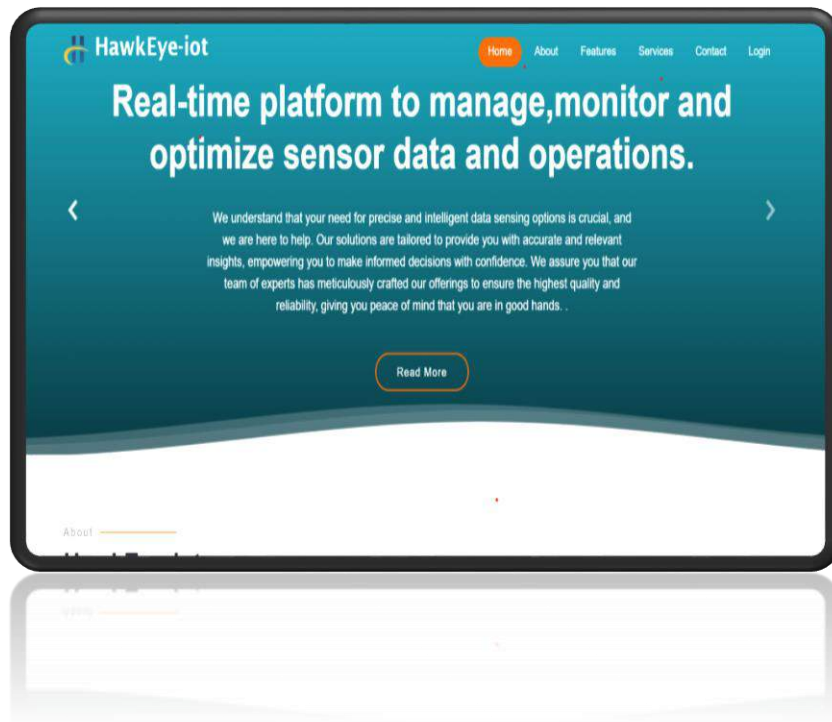 HawkEye-iot
Home About Features Services Contact Login
Real-time platform to manage,monitor and
optimize sensor data and operations.
We understand that your need for precise and intelligent data sensing options is crucial, and
we are here to help. Our solutions are tailored to provide you with accurate and relevant
insights, empowering you to make informed decisions with confidence. We assure you that our
team of experts has meticulously crafted our offerings to ensure the highest quality and
reliability, giving you peace of mind that you are in good hands. .
Read More
About